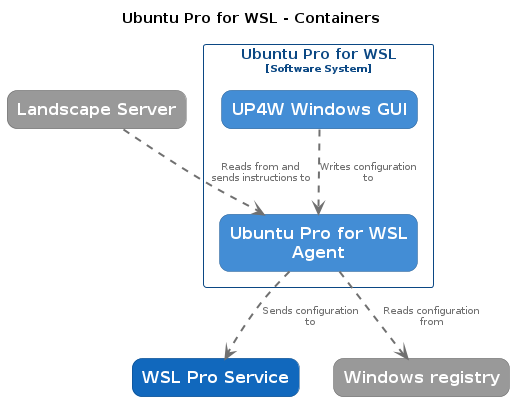 Ubuntu Pro for WSL - Containers
Ubuntu Pro for WSL
[Software System]
Landscape Server
UP4W Windows GUI
Reads from and
sends instructions to
Writes configuration
to
Ubuntu Pro for WSL
Agent
Sends configuration
to
Reads configuration
from
WSL Pro Service
Windows registry